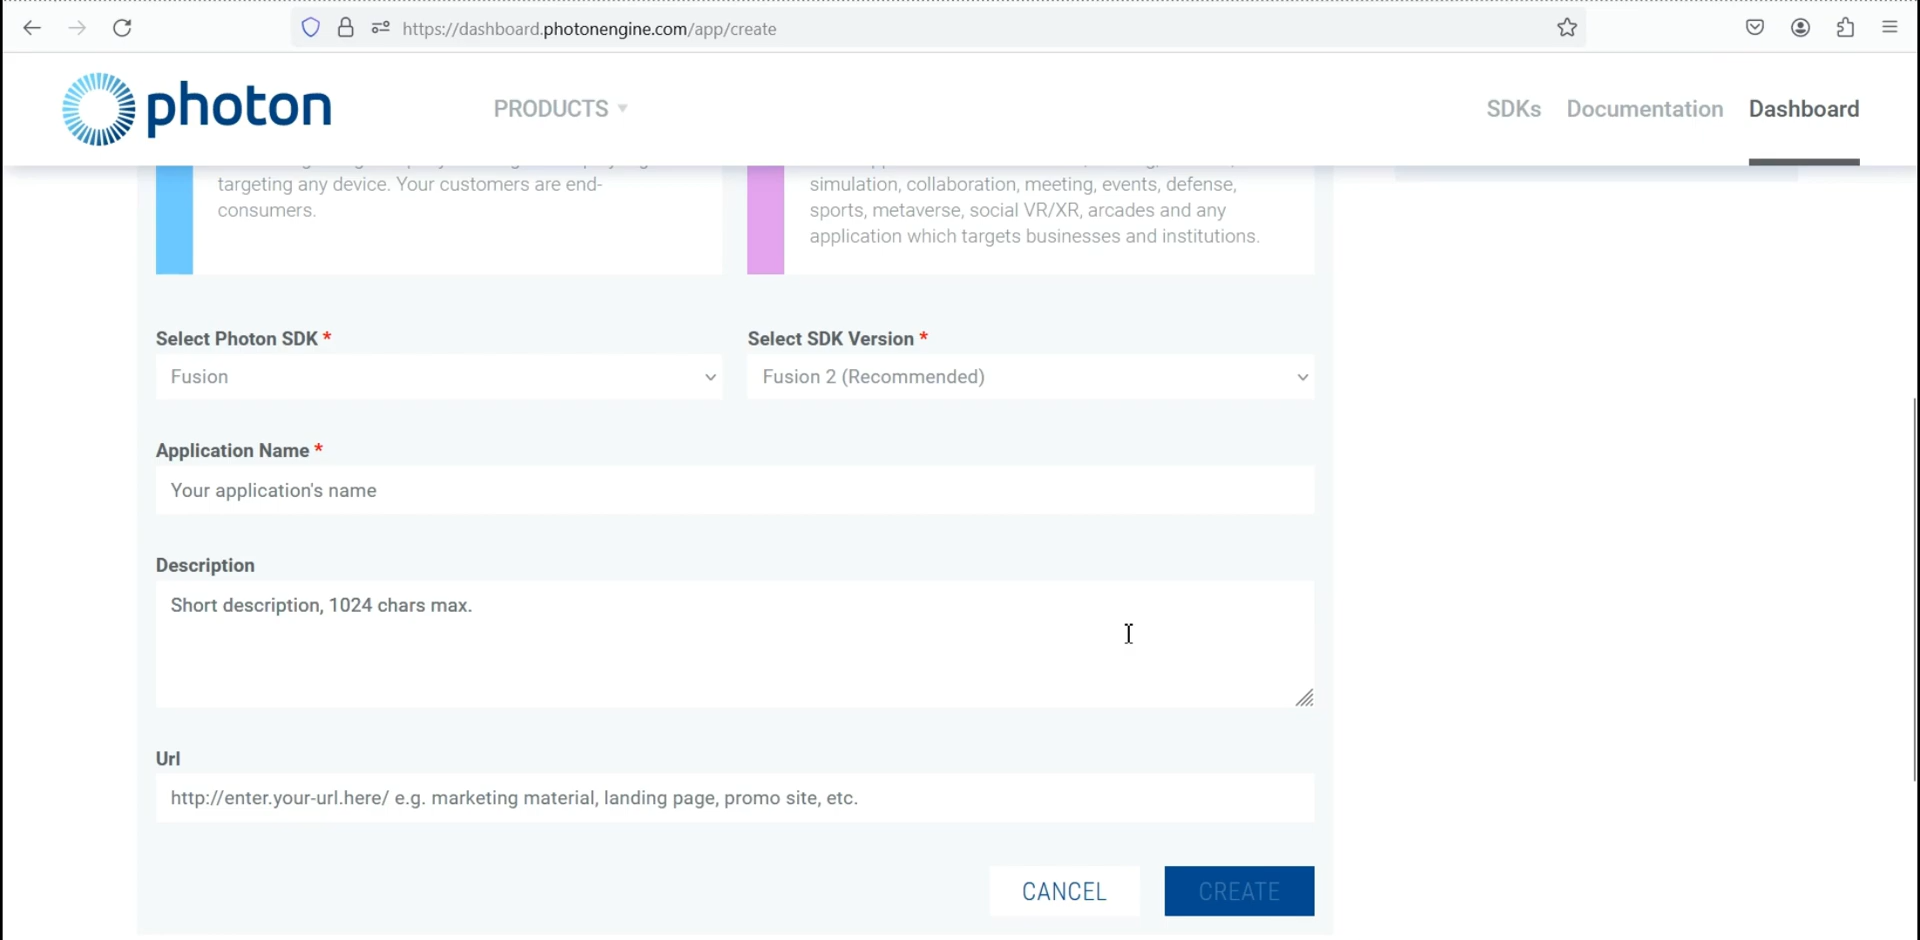 https://dashboard.photonengine.com/app/create
photon
PRODUCTS
SDKs
Documentation
Dashboard
targeting any device. Your customers are end-
consumers.
simulation, collaboration, meeting, events, defense,
sports, metaverse, social VR/XR, arcades and any
application which targets businesses and institutions.
Select Photon SDK *
Select SDK Version *
Fusion
Fusion 2 (Recommended)
Application Name *
Your application's name
Description
Short description, 1024 chars max.
Url
http://enter.your-url.here/ e.g. marketing material, landing page, promo site, etc.
CANCEL
CREATE